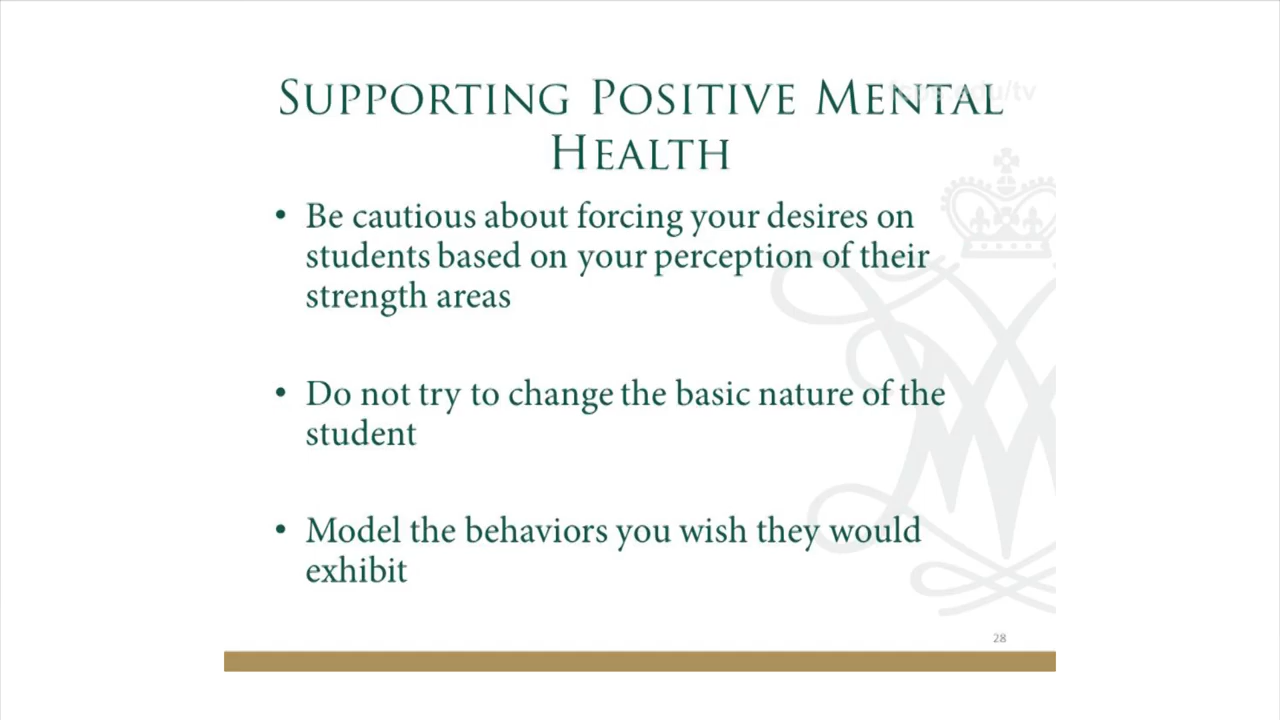 Supporting Positive Mental
Health
• Be cautious about forcing your desires on
students based on your perception of their
strength areas
• Do not try to change the basic nature of the
student
• Model the behaviors you wish they would
exhibit
28